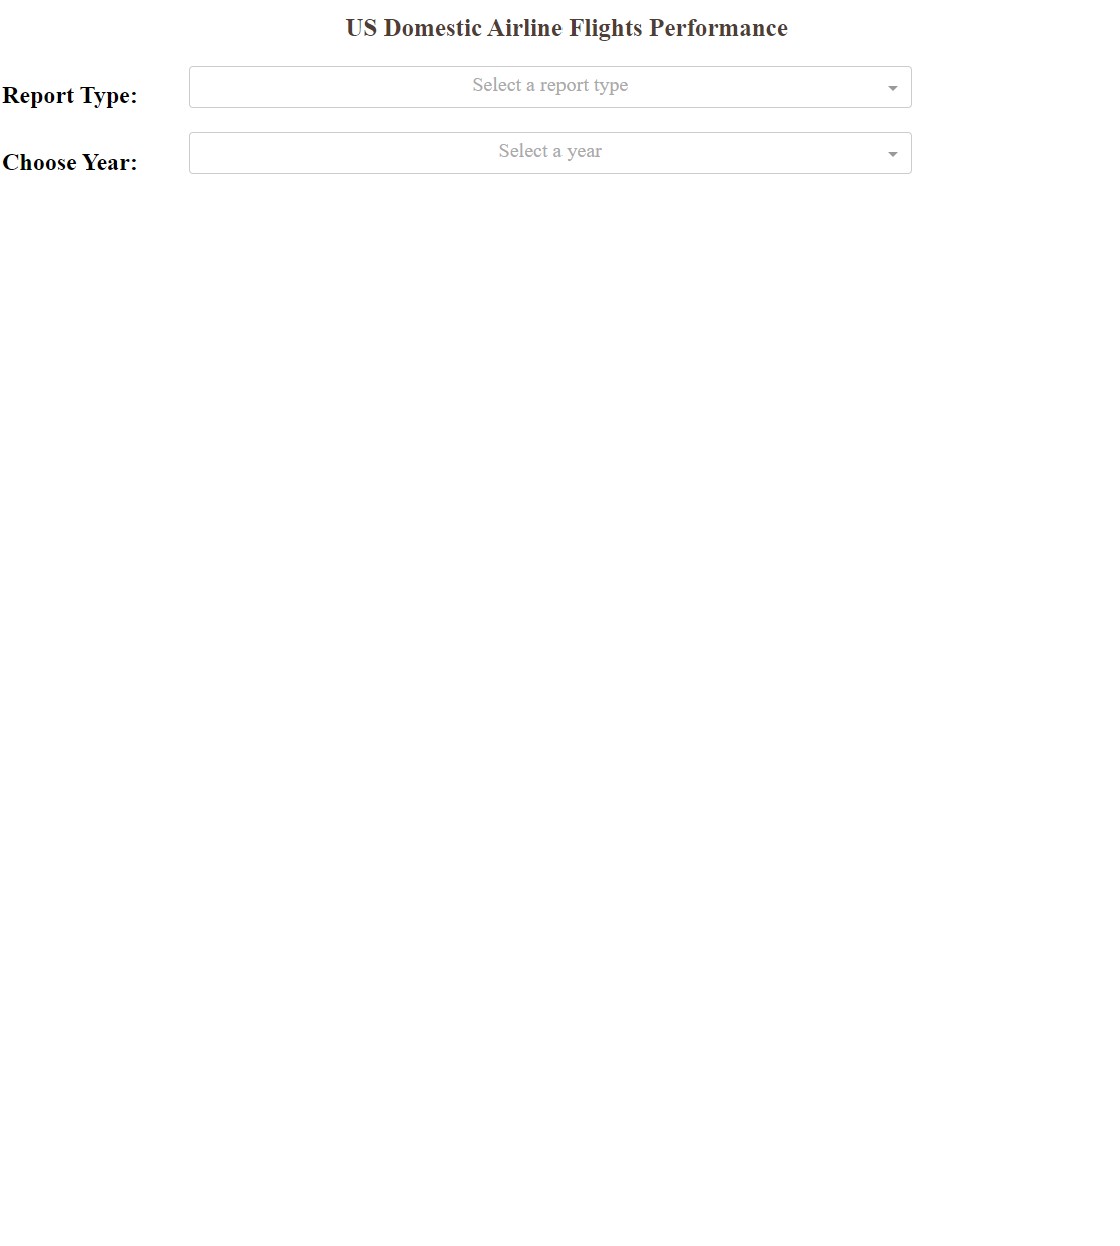 US Domestic Airline Flights Performance
Report Type:
Select a report type
Choose Year:
Select a year